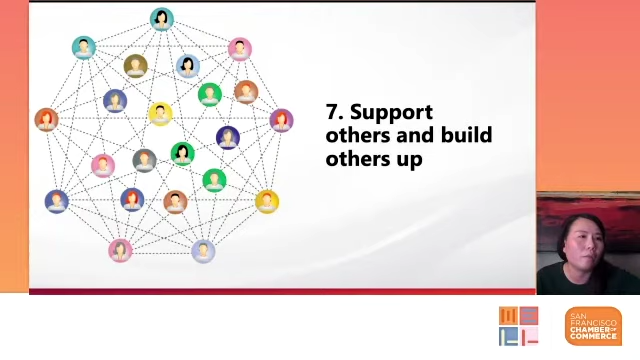 7. Support
others and build
others up
SAN
FRANCISCO
CHAMBER OF
COMMERCE